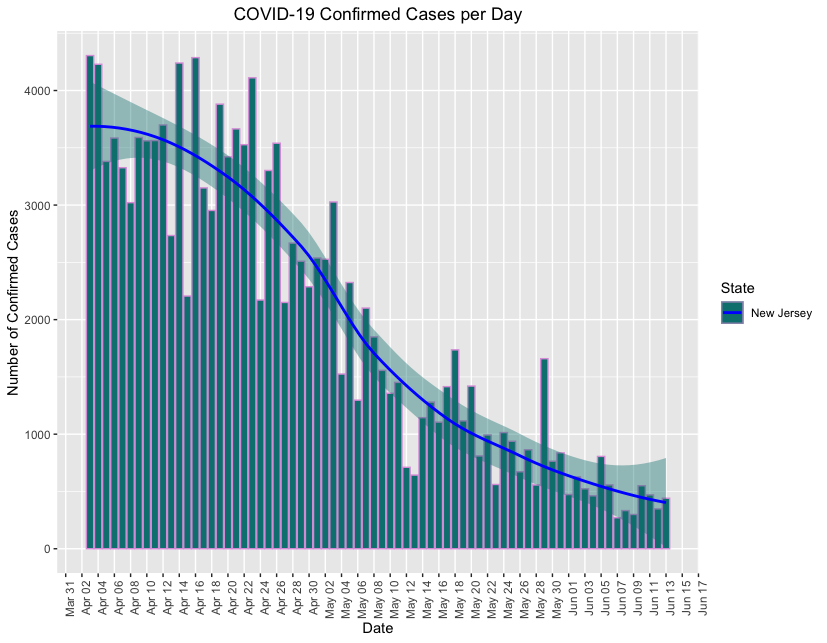 COVID-19 Confirmed Cases per Day
Number of Confirmed Cases
4000
3000
2000
1000
0
Mar 31
Apr 02
Apr 04
Apr 06
Apr 08
Apr 10
Apr 12
Apr 14
Apr 16
Apr 18
Apr 20
Apr 22
Apr 24
Apr 26
Apr 28
Apr 30
May 02
May 04
May 06
May 08
May 10
May 12
May 14
May 16
May 18
May 20
May 22
May 24
May 26
May 28
May 30
Jun 01
Jun 03
Jun 05
Jun 07
Jun 09
Jun 11
Jun 13
Jun 15
Jun 17
Date
State
New Jersey